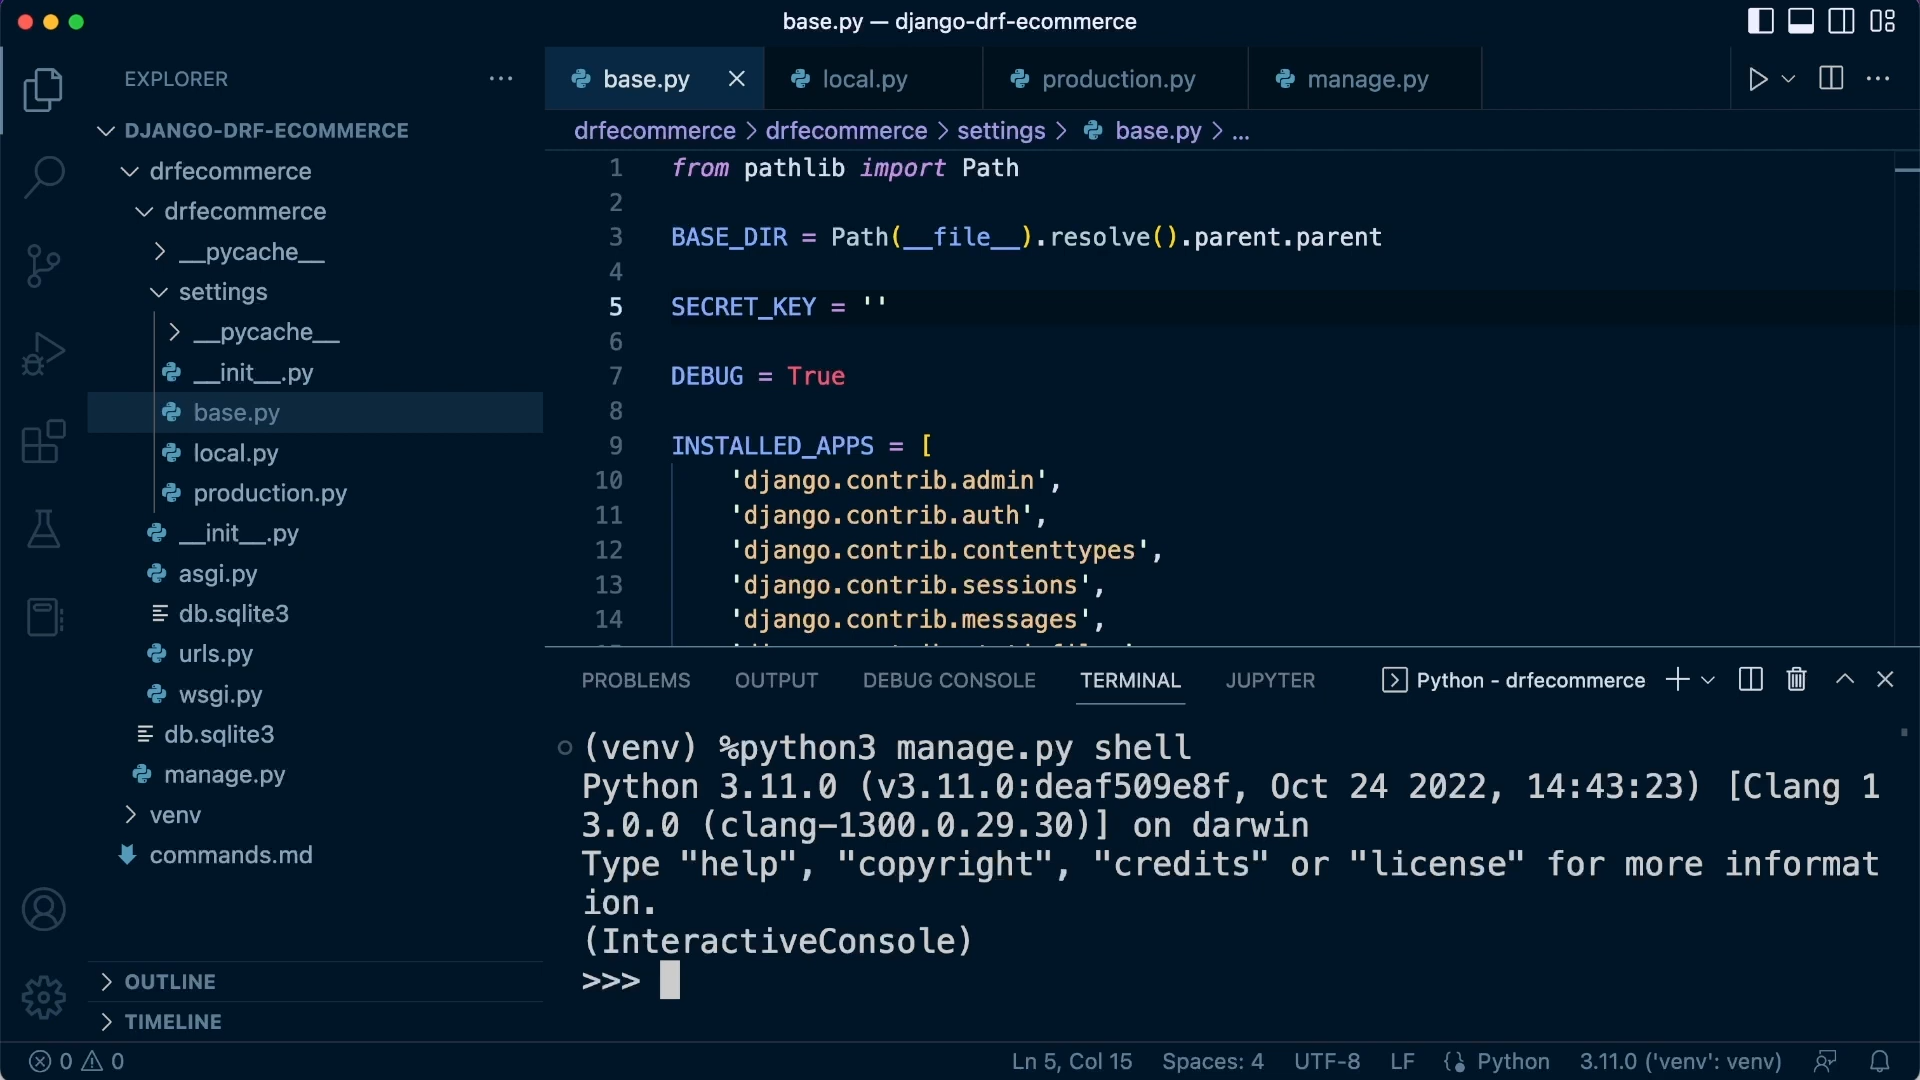 base.py — django-drf-ecommerce
EXPLORER
DJANGO-DRF-ECOMMERCE
drfecommerce
drfecommerce
__pycache__
settings
__pycache__
__init__.py
base.py
local.py
production.py
__init__.py
asgi.py
db.sqlite3
urls.py
wsgi.py
db.sqlite3
manage.py
venv
commands.md
OUTLINE
TIMELINE
base.py local.py production.py manage.py
drfecommerce > drfecommerce > settings > base.py > ...
1 from pathlib import Path
2
3 BASE_DIR = Path(__file__).resolve().parent.parent
4
5 SECRET_KEY = ''
6
7 DEBUG = True
8
9 INSTALLED_APPS = [
10 'django.contrib.admin',
11 'django.contrib.auth',
12 'django.contrib.contenttypes',
13 'django.contrib.sessions',
14 'django.contrib.messages',
PROBLEMS OUTPUT DEBUG CONSOLE TERMINAL JUPYTER Python - drfecommerce
(venv) %python3 manage.py shell
Python 3.11.0 (v3.11.0:deaf509e8f, Oct 24 2022, 14:43:23) [Clang 1
3.0.0 (clang-1300.0.29.30)] on darwin
Type "help", "copyright", "credits" or "license" for more informat
ion.
(InteractiveConsole)
>>>
0 0 Ln 5, Col 15 Spaces: 4 UTF-8 LF Python 3.11.0 ('venv': venv)